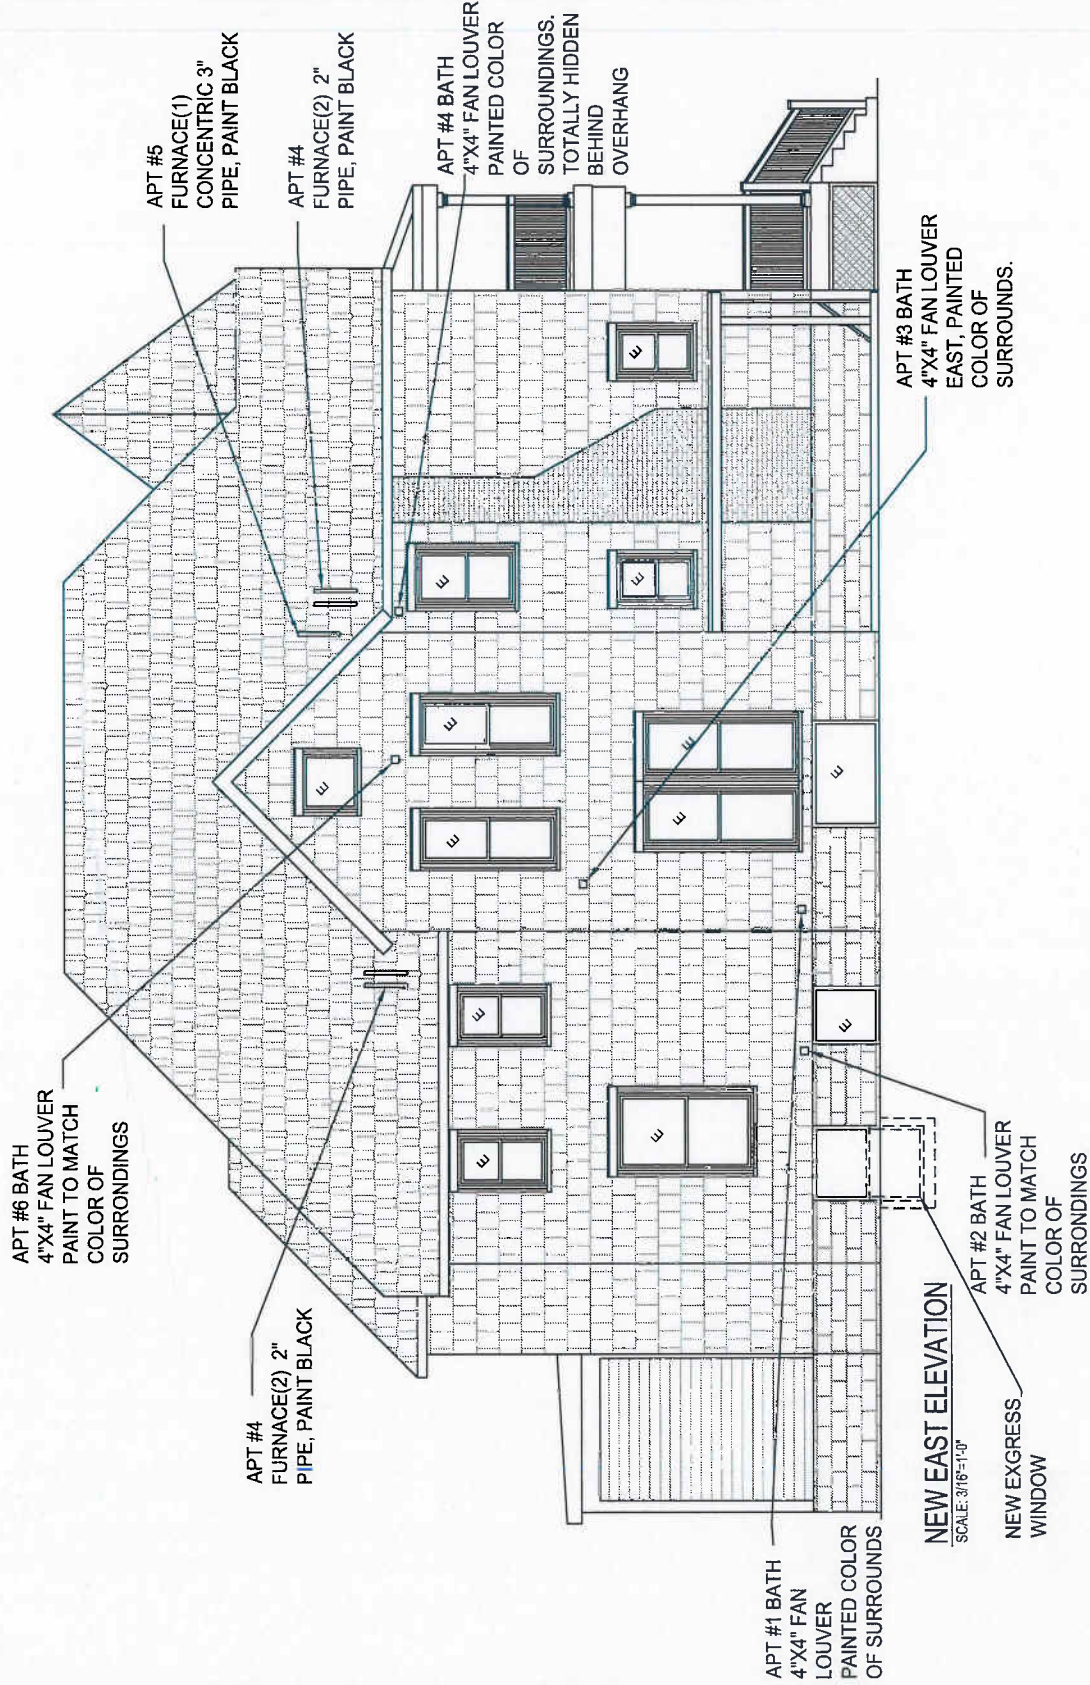 APT #6 BATH
4"X4" FAN LOUVER
PAINT TO MATCH
COLOR OF
SURRONDINGS
APT #5
FURNACE(1)
CONCENTRIC 3"
PIPE, PAINT BLACK
APT #4
FURNACE(2) 2"
PIPE, PAINT BLACK
APT #4 BATH
4"X4" FAN LOUVER
PAINTED COLOR
OF
SURROUNDINGS.
TOTALLY HIDDEN
BEHIND
OVERHANG
APT #4
FURNACE(2) 2"
PIPE, PAINT BLACK
E
E
E
E
E
E
E
E
E
E
E
E
E
APT #3 BATH
4"X4" FAN LOUVER
EAST, PAINTED
COLOR OF
SURROUNDS.
APT #1 BATH
4"X4" FAN
LOUVER
PAINTED COLOR
OF SURROUNDS
NEW EAST ELEVATION
SCALE: 3/16"=1'-0"
NEW EXGRESS
WINDOW
APT #2 BATH
4"X4" FAN LOUVER
PAINT TO MATCH
COLOR OF
SURRONDINGS